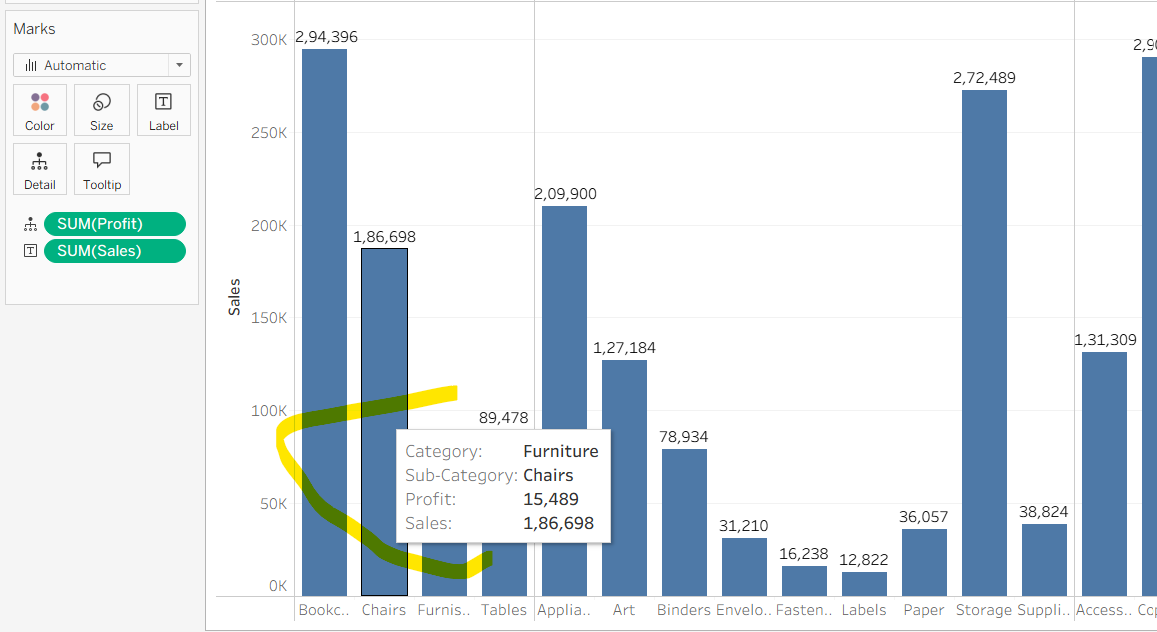 Marks
Automatic
Color Size Label
Detail Tooltip
SUM(Profit)
SUM(Sales)
Sales
300K
250K
200K
150K
100K
50K
0K
2,94,396
1,86,698
89,478
2,09,900
1,27,184
78,934
31,210
16,238
12,822
36,057
2,72,489
38,824
1,31,309
2,90
Category: Furniture
Sub-Category: Chairs
Profit: 15,489
Sales: 1,86,698
Bookc.. Chairs Furnis.. Tables Applia.. Art Binders Envelo.. Fasten.. Labels Paper Storage Suppli.. Access.. Cop